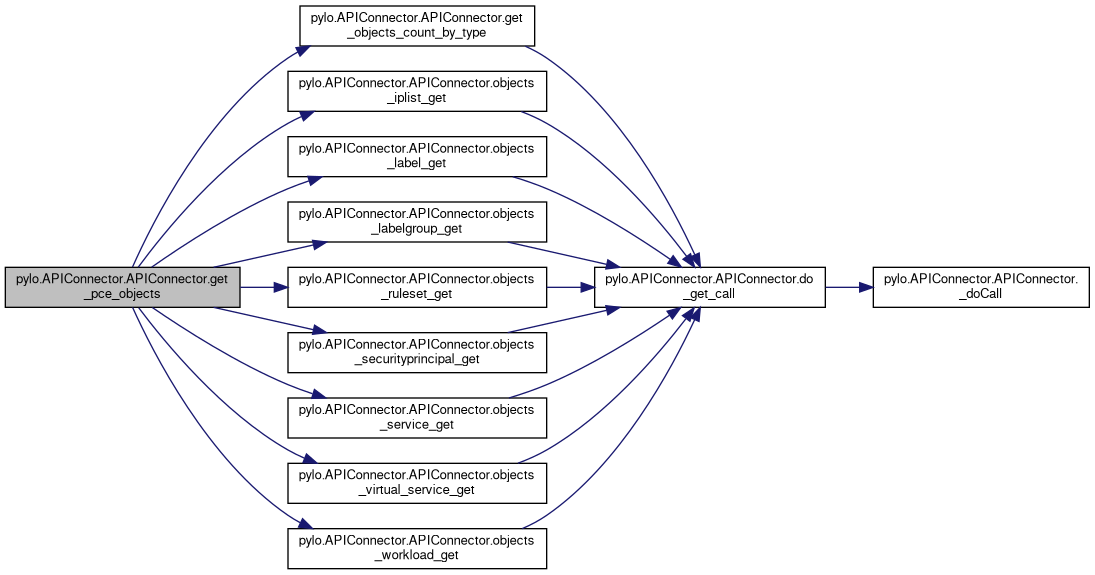 pylo.APIConnector.APIConnector.get
_pce_objects
pylo.APIConnector.APIConnector.get
_objects_count_by_type
pylo.APIConnector.APIConnector.objects
_iplist_get
pylo.APIConnector.APIConnector.objects
_label_get
pylo.APIConnector.APIConnector.objects
_labelgroup_get
pylo.APIConnector.APIConnector.objects
_ruleset_get
pylo.APIConnector.APIConnector.objects
_securityprincipal_get
pylo.APIConnector.APIConnector.objects
_service_get
pylo.APIConnector.APIConnector.objects
_virtual_service_get
pylo.APIConnector.APIConnector.objects
_workload_get
pylo.APIConnector.APIConnector.do
_get_call
pylo.APIConnector.APIConnector.
_doCall